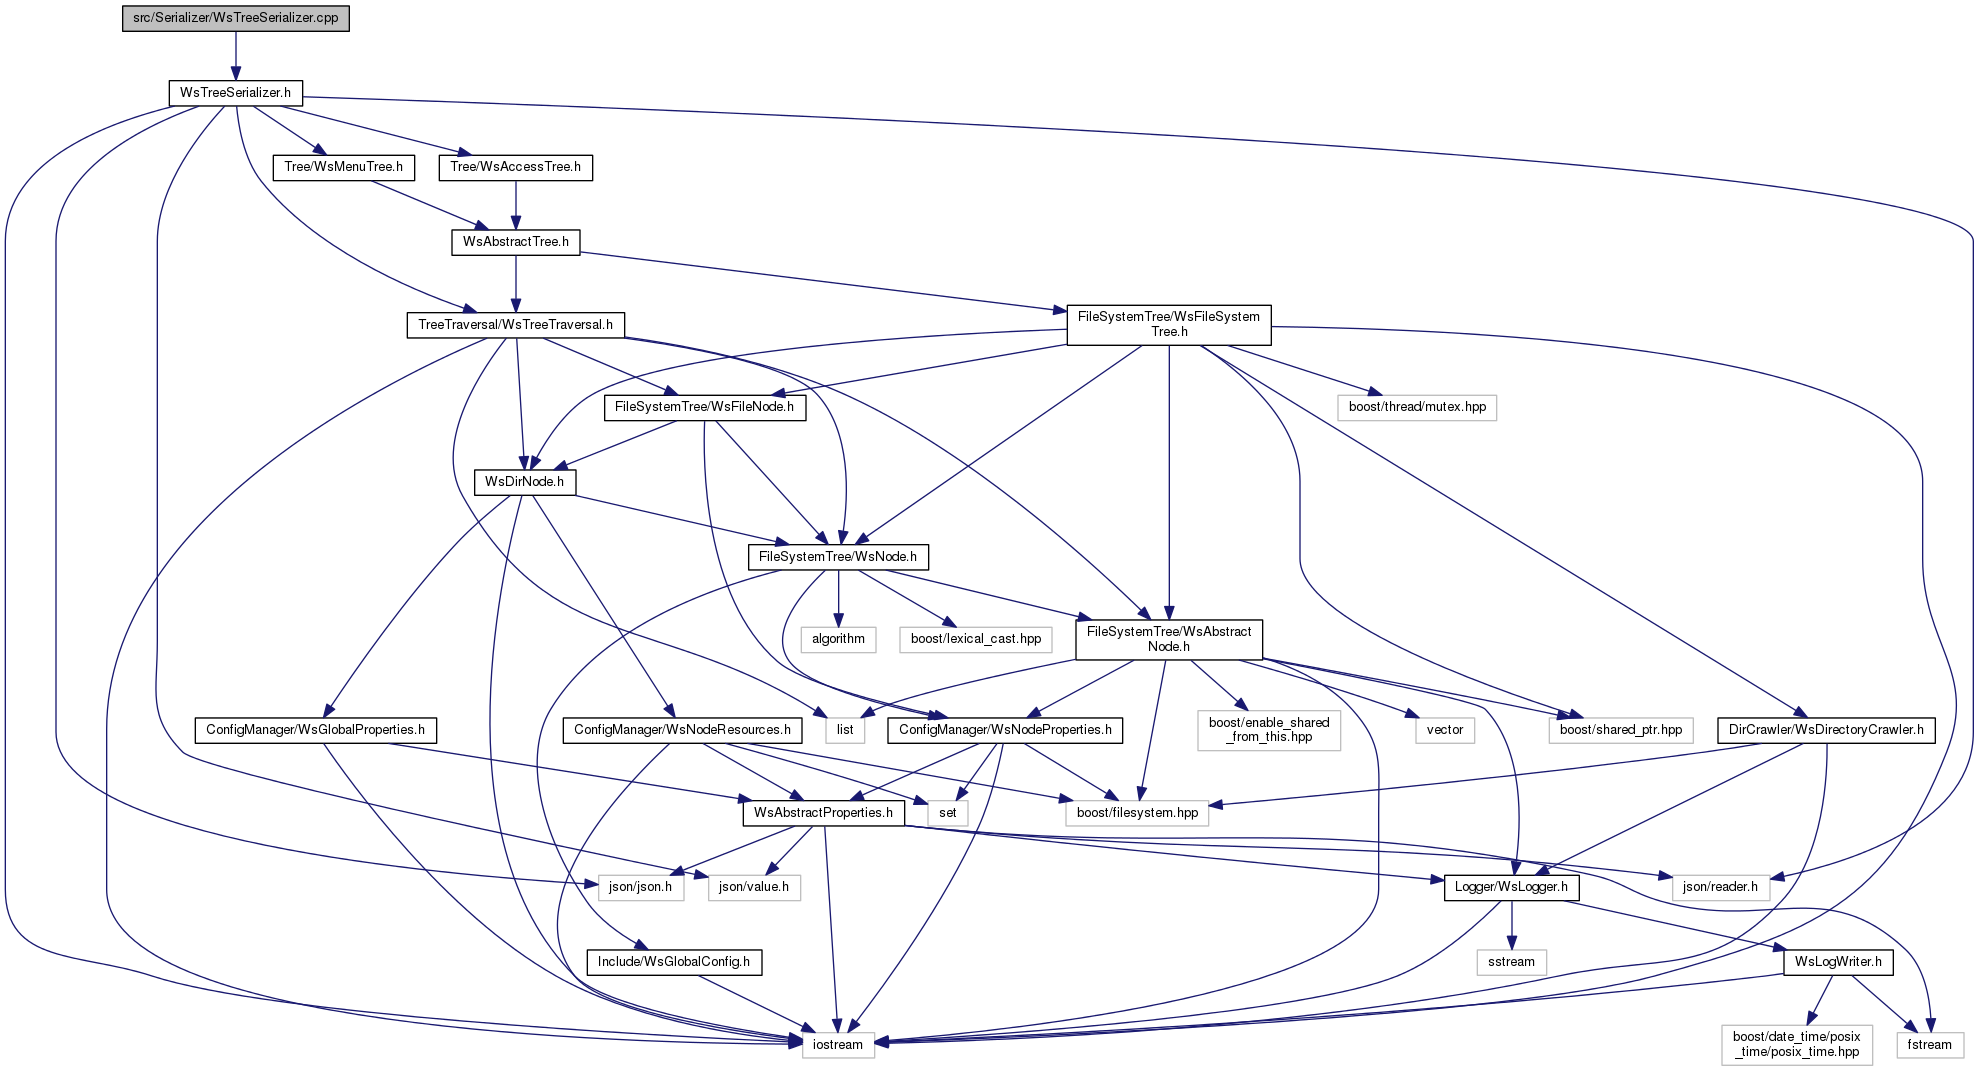 src/Serializer/WsTreeSerializer.cpp
WsTreeSerializer.h
Tree/WsMenuTree.h
Tree/WsAccessTree.h
WsAbstractTree.h
TreeTraversal/WsTreeTraversal.h
FileSystemTree/WsFileSystem
Tree.h
FileSystemTree/WsFileNode.h
boost/thread/mutex.hpp
WsDirNode.h
FileSystemTree/WsNode.h
algorithm
boost/lexical_cast.hpp
FileSystemTree/WsAbstract
Node.h
ConfigManager/WsGlobalProperties.h
ConfigManager/WsNodeResources.h
list
ConfigManager/WsNodeProperties.h
boost/enable_shared
_from_this.hpp
vector
boost/shared_ptr.hpp
DirCrawler/WsDirectoryCrawler.h
WsAbstractProperties.h
set
boost/filesystem.hpp
json/json.h
json/value.h
Logger/WsLogger.h
json/reader.h
Include/WsGlobalConfig.h
sstream
WsLogWriter.h
iostream
boost/date_time/posix
_time/posix_time.hpp
fstream